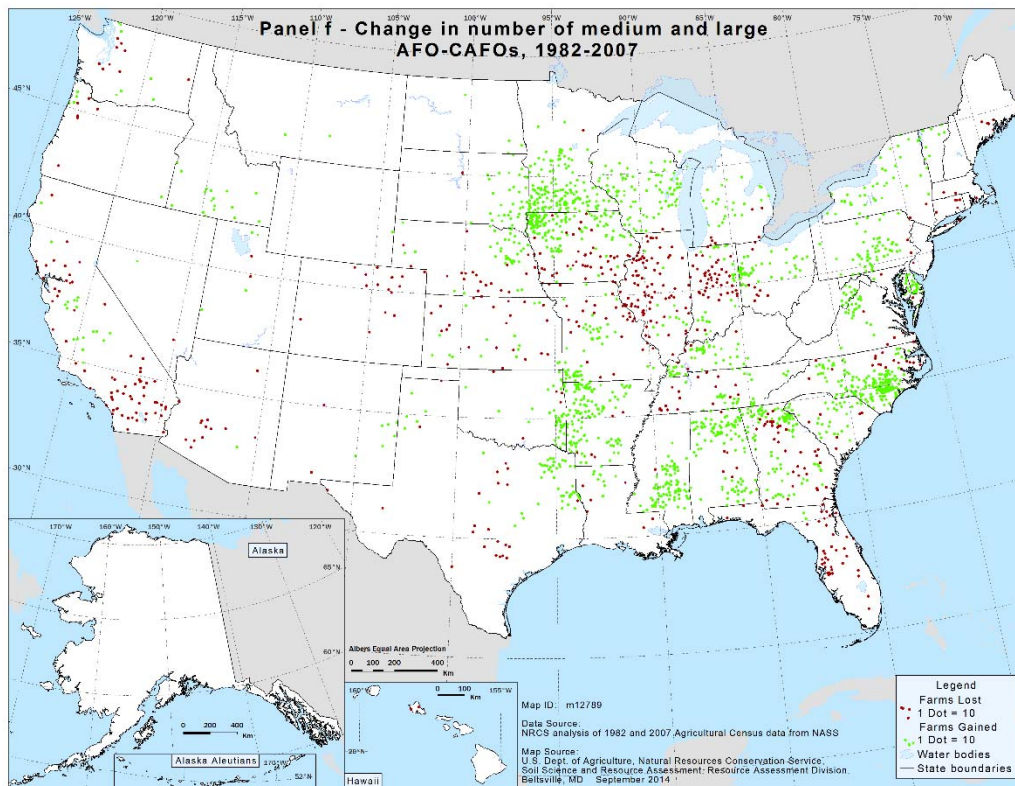 125°W
120°W
115°W
110°W
105°W
100°W
95°W
90°W
85°W
80°W
75°W
70°W
Panel f - Change in number of medium and large
AFO-CAFOs, 1982-2007
45°N
40°N
35°N
30°N
25°N
170°W
160°W
150°W
140°W
130°W
120°W
Alaska
65°N
60°N
0 200 400
Km
Alaska Aleutians
170°W
52°N
Albers Equal Area Projection
0 100 200 400
Km
160°W
0 100
Km
155°W
Hawaii
Map ID: m12789
Data Source:
NRCS analysis of 1982 and 2007 Agricultural Census data from NASS
Map Source:
U.S. Dept. of Agriculture, Natural Resources Conservation Service,
Soil Science and Resource Assessment, Resource Assessment Division,
Beltsville, MD September 2014
Legend
Farms Lost
1 Dot = 10
Farms Gained
1 Dot = 10
Water bodies
State boundaries